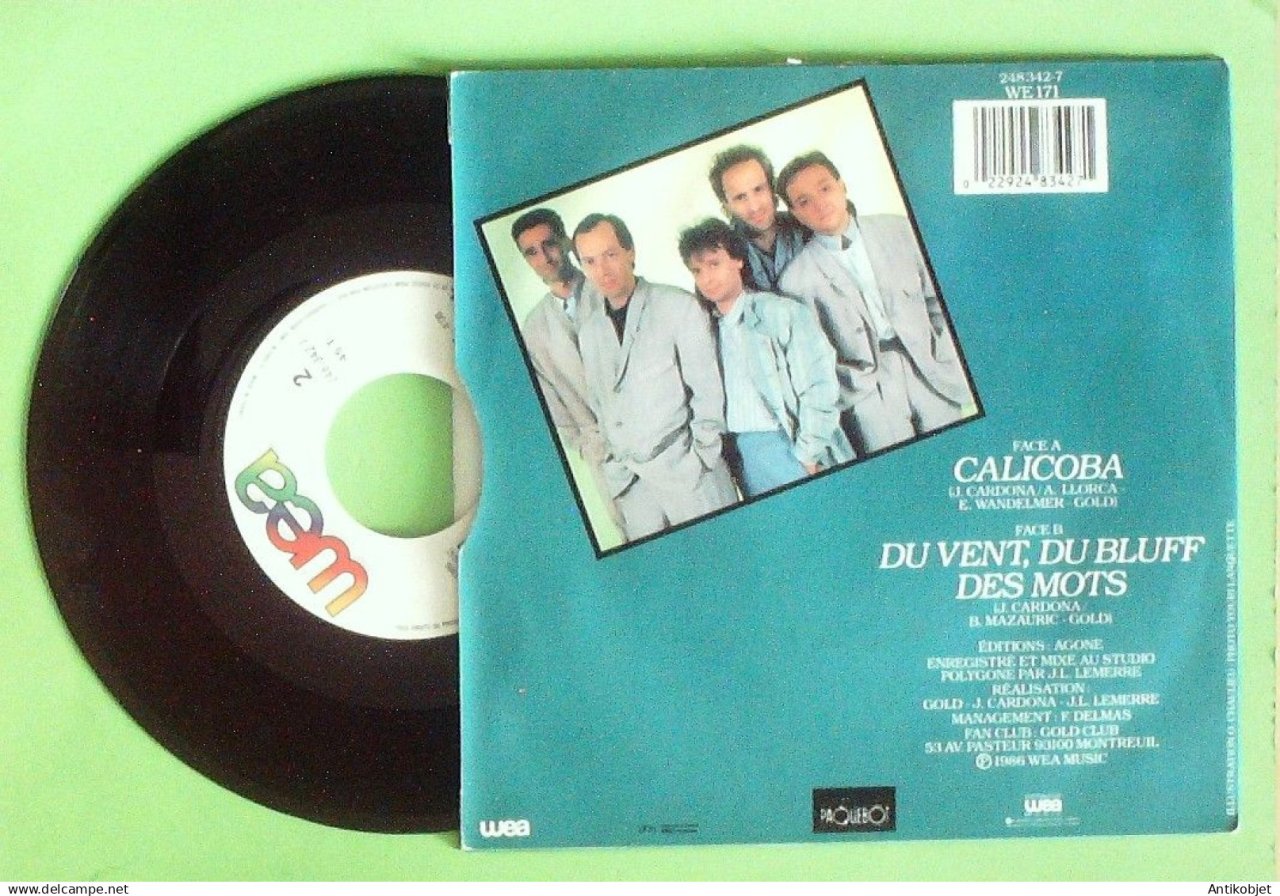 248342-7
WE 171
0 22924 83427
FACE A
CALICOBA
(J. CARDONA / A. LLORCA -
E. WANDELMER - GOLD)
FACE B
DU VENT, DU BLUFF
DES MOTS
(J. CARDONA
B. MAZAURIC - GOLD)
ÉDITIONS : AGONE
ENREGISTRE ET MIXE AU STUDIO
POLYGONE PAR J.L. LEMERRE
RÉALISATION :
GOLD - J. CARDONA - J.L. LEMERRE
MANAGEMENT : F. DELMAS
FAN CLUB : GOLD CLUB
53 AV. PASTEUR 93100 MONTREUIL
Ⓟ 1986 WEA MUSIC
PAQUEBOT
wea
wea
wea
2
45 T
www.delcampe.net
Antikobjet